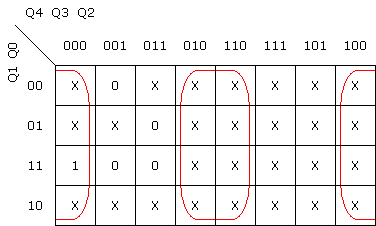 Q4 Q3 Q2
Q1 Q0
000 001 011 010 110 111 101 100
00 X 0 X X X X X X
01 X X 0 X X X X X
11 1 0 0 X X X X X
10 X X X X X X X X